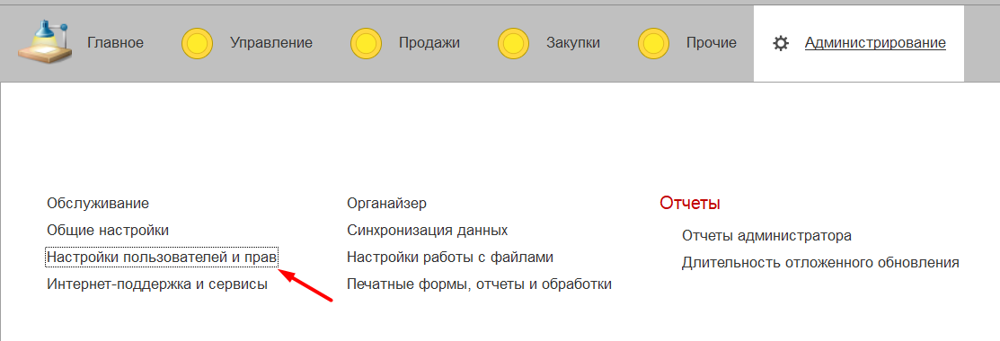 Главное Управление Продажи Закупки Прочие Администрирование
Обслуживание
Общие настройки
Настройки пользователей и прав
Интернет-поддержка и сервисы
Органайзер
Синхронизация данных
Настройки работы с файлами
Печатные формы, отчеты и обработки
Отчеты
Отчеты администратора
Длительность отложенного обновления